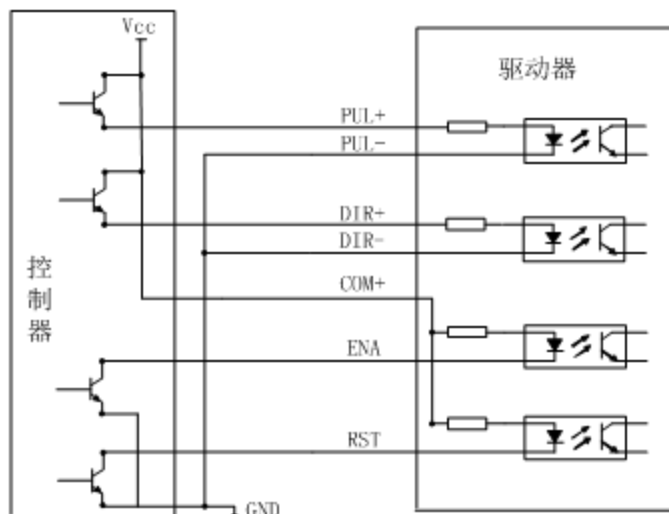 Vcc
驱动器
PUL+
PUL-
DIR+
DIR-
控制器
COM+
ENA
RST
GND